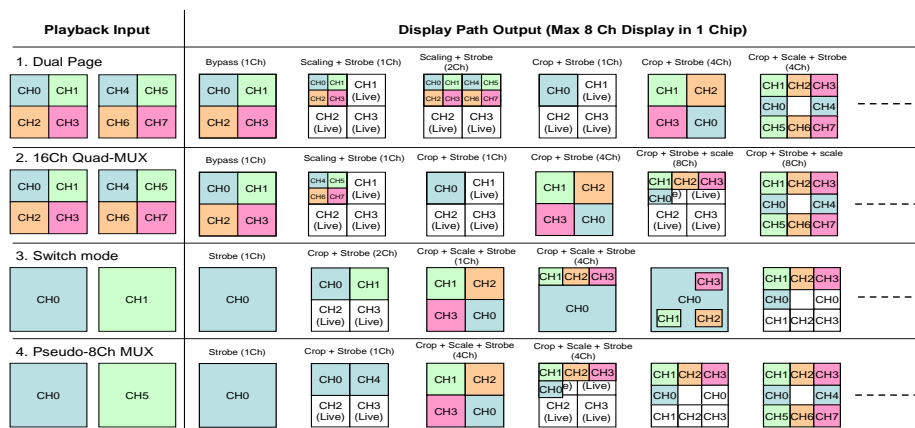 Playback Input
Display Path Output (Max 8 Ch Display in 1 Chip)
1. Dual Page
CH0 CH1
CH2 CH3
CH4 CH5
CH6 CH7
Bypass (1Ch)
CH0 CH1
CH2 CH3
Scaling + Strobe (1Ch)
CH0 CH1
CH2 CH3
CH1
(Live)
CH2 CH3
(Live) (Live)
Scaling + Strobe
(2Ch)
CH0 CH1 CH4 CH5
CH2 CH3 CH6 CH7
CH2 CH3
(Live) (Live)
Crop + Strobe (1Ch)
CH0 CH1
(Live)
CH2 CH3
(Live) (Live)
Crop + Strobe (4Ch)
CH1 CH2
CH3 CH0
Crop + Scale + Strobe
(4Ch)
CH1 CH2 CH3
CH0 CH4
CH5 CH6 CH7
2. 16Ch Quad-MUX
CH0 CH1
CH2 CH3
CH4 CH5
CH6 CH7
Bypass (1Ch)
CH0 CH1
CH2 CH3
Scaling + Strobe (1Ch)
CH4 CH5
CH6 CH7
CH1
(Live)
CH2 CH3
(Live) (Live)
Crop + Strobe (1Ch)
CH0 CH1
(Live)
CH2 CH3
(Live) (Live)
Crop + Strobe (4Ch)
CH1 CH2
CH3 CH0
Crop + Strobe + scale
(8Ch)
CH1 CH2 CH3
CH0 e) (Live)
CH2 CH3
(Live) (Live)
Crop + Strobe + scale
(8Ch)
CH1 CH2 CH3
CH0 CH4
CH5 CH6 CH7
3. Switch mode
CH0
CH1
Strobe (1Ch)
CH0
Crop + Strobe (2Ch)
CH0 CH1
CH2 CH3
(Live) (Live)
Crop + Scale + Strobe
(1Ch)
CH1 CH2
CH3 CH0
Crop + Scale + Strobe
(4Ch)
CH1 CH2 CH3
CH0
CH3
CH0
CH1 CH2
CH1 CH2 CH3
CH0 CH0
CH1 CH2 CH3
4. Pseudo-8Ch MUX
CH0
CH5
Strobe (1Ch)
CH0
Crop + Strobe (1Ch)
CH0 CH4
CH2 CH3
(Live) (Live)
Crop + Scale + Strobe
(4Ch)
CH1 CH2
CH3 CH0
Crop + Scale + Strobe
(4Ch)
CH1 CH2 CH3
CH0 e) (Live)
CH2 CH3
(Live) (Live)
CH1 CH2 CH3
CH0 CH0
CH1 CH2 CH3
CH1 CH2 CH3
CH0 CH4
CH5 CH6 CH7